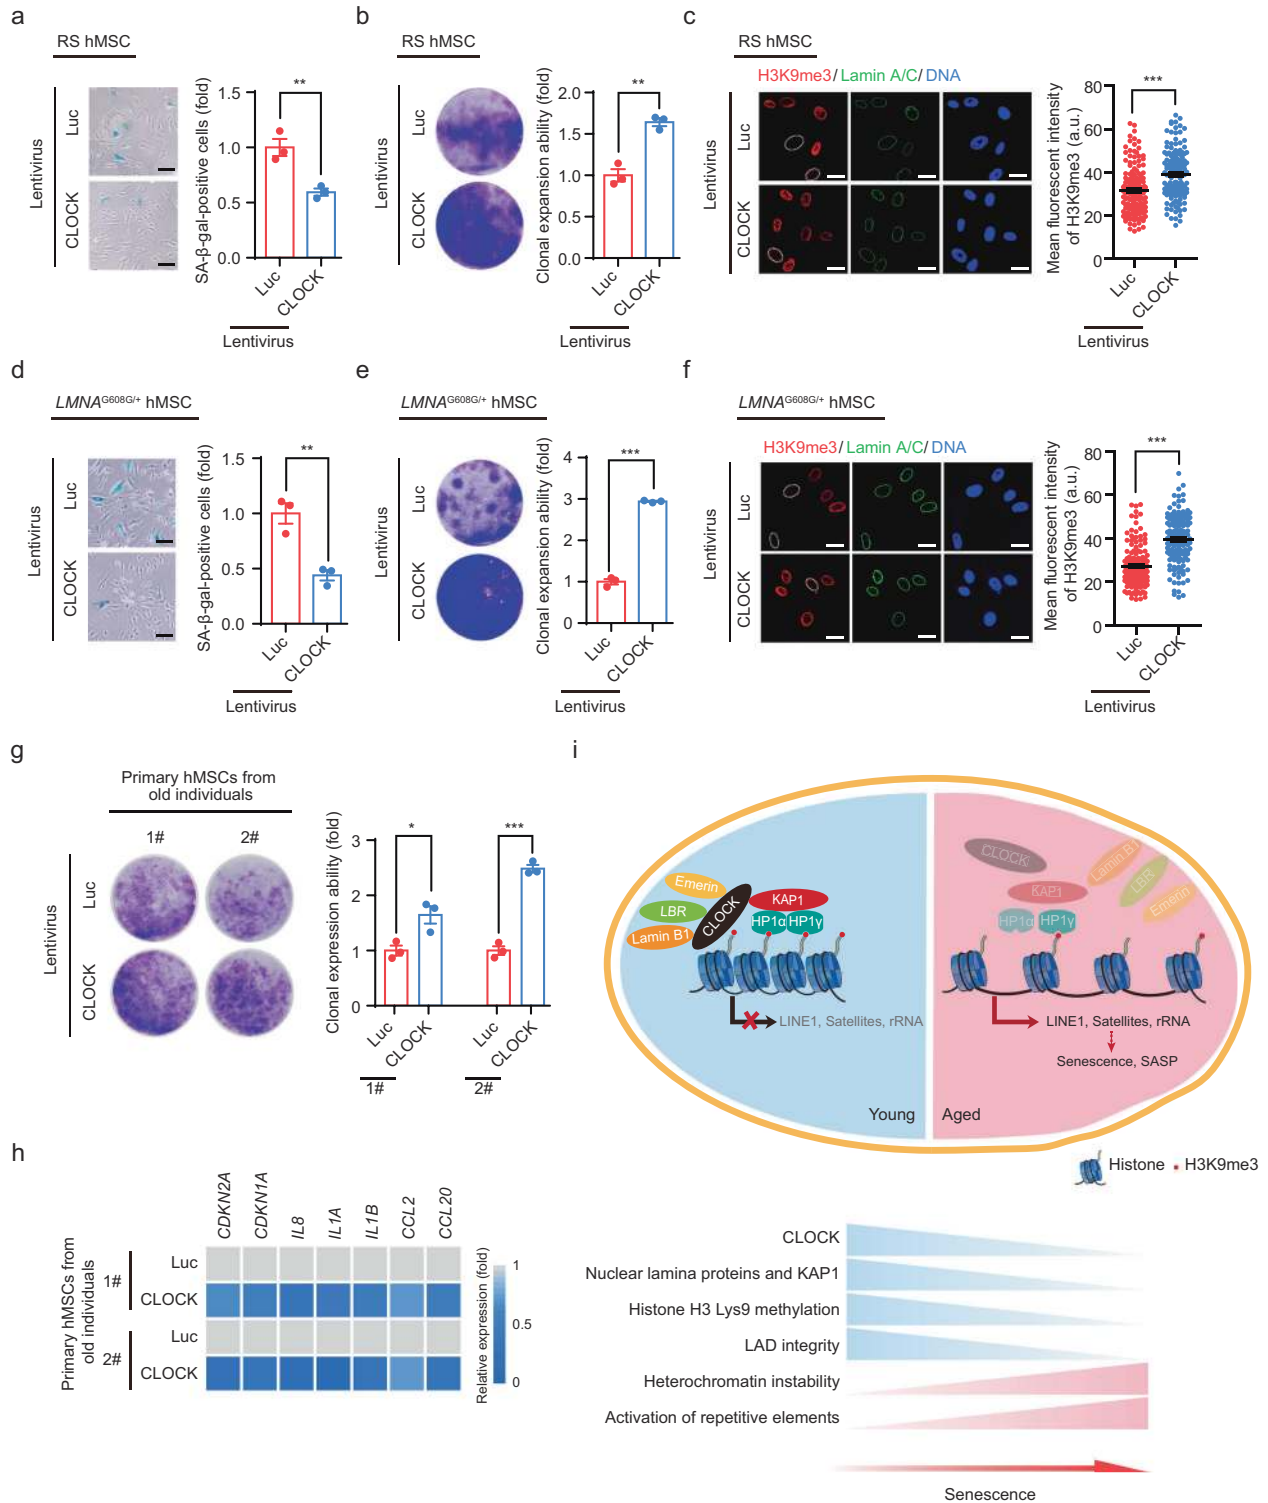 a
RS hMSC
Lentivirus
Luc
CLOCK
SA-β-gal-positive cells (fold)
1.5
1.0
0.5
0.0
**
Luc
CLOCK
Lentivirus
b
RS hMSC
Lentivirus
Luc
CLOCK
Clonal expansion ability (fold)
2.0
1.5
1.0
0.5
0.0
**
Luc
CLOCK
Lentivirus
c
RS hMSC
H3K9me3/Lamin A/C/DNA
Lentivirus
Luc
CLOCK
Mean fluorescent intensity
of H3K9me3 (a.u.)
80
60
40
20
0
***
Luc
CLOCK
Lentivirus
d
LMNA^G608G/+ hMSC
Lentivirus
Luc
CLOCK
SA-β-gal-positive cells (fold)
1.5
1.0
0.5
0.0
**
Luc
CLOCK
Lentivirus
e
LMNA^G608G/+ hMSC
Lentivirus
Luc
CLOCK
Clonal expansion ability (fold)
4
3
2
1
0
***
Luc
CLOCK
Lentivirus
f
LMNA^G608G/+ hMSC
H3K9me3/Lamin A/C/DNA
Lentivirus
Luc
CLOCK
Mean fluorescent intensity
of H3K9me3 (a.u.)
80
60
40
20
0
***
Luc
CLOCK
Lentivirus
g
Primary hMSCs from
old individuals
1#
2#
Lentivirus
Luc
CLOCK
Clonal expression ability (fold)
3
2
1
0
*
***
Luc
CLOCK
Luc
CLOCK
1#
2#
h
CDKN2A
CDKN1A
IL8
IL1A
IL1B
CCL2
CCL20
Primary hMSCs from
old individuals
1#
Luc
CLOCK
2#
Luc
CLOCK
Relative expression (fold)
1
0.5
0
i
Emerin
LBR
Lamin B1
CLOCK
KAP1
HP1α
HP1γ
LINE1, Satellites, rRNA
Young
CLOCK
KAP1
HP1α
HP1γ
Lamin B1
LBR
Emerin
LINE1, Satellites, rRNA
Senescence, SASP
Aged
Histone
H3K9me3
CLOCK
Nuclear lamina proteins and KAP1
Histone H3 Lys9 methylation
LAD integrity
Heterochromatin instability
Activation of repetitive elements
Senescence